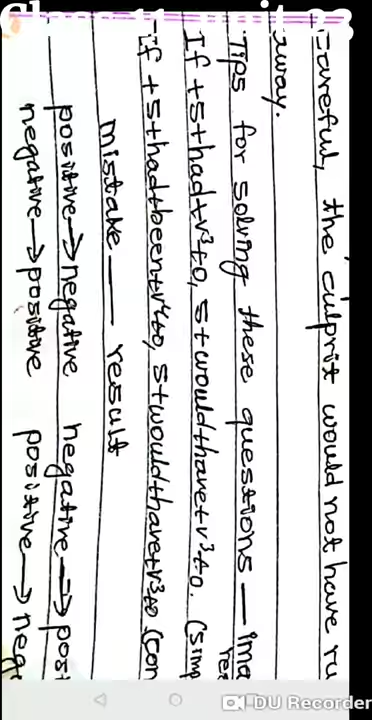 careful, the culprit would not have ru
away.
Tips for solving these questions — ima
If + S + had + v³ + O, S + would + have + v³ + O. (Simp
If + S + had + been + v⁴ + O, S + would + have + v³ + O (con
mistake — result
positive → negative negative → posi
negative → positive positive → nega
DU Recorder